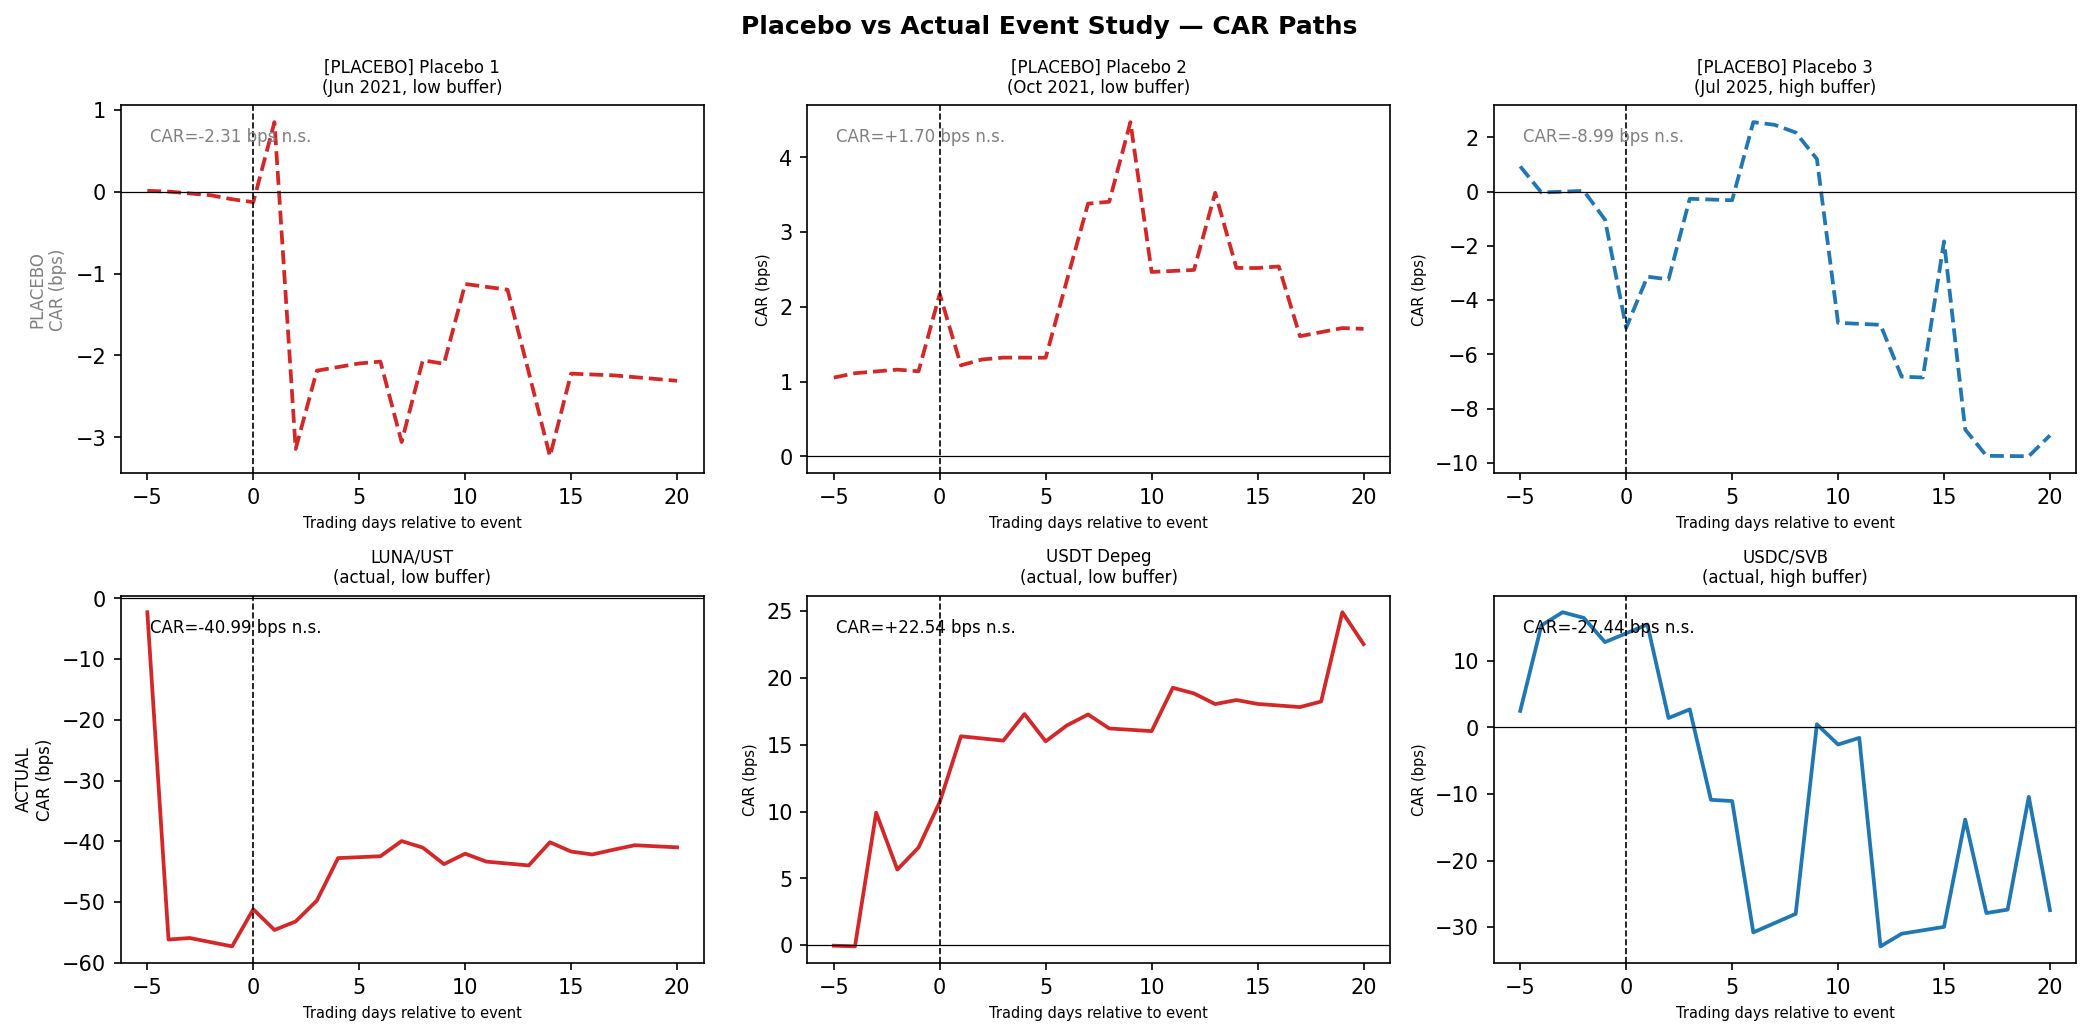 Placebo vs Actual Event Study — CAR Paths
[PLACEBO] Placebo 1
(Jun 2021, low buffer)
CAR=-2.31 bps n.s.
PLACEBO
CAR (bps)
1
0
−1
−2
−3
−5 0 5 10 15 20
Trading days relative to event
[PLACEBO] Placebo 2
(Oct 2021, low buffer)
CAR=+1.70 bps n.s.
CAR (bps)
4
3
2
1
0
−5 0 5 10 15 20
Trading days relative to event
[PLACEBO] Placebo 3
(Jul 2025, high buffer)
CAR=-8.99 bps n.s.
CAR (bps)
2
0
−2
−4
−6
−8
−10
−5 0 5 10 15 20
Trading days relative to event
LUNA/UST
(actual, low buffer)
CAR=-40.99 bps n.s.
ACTUAL
CAR (bps)
0
−10
−20
−30
−40
−50
−60
−5 0 5 10 15 20
Trading days relative to event
USDT Depeg
(actual, low buffer)
CAR=+22.54 bps n.s.
CAR (bps)
25
20
15
10
5
0
−5 0 5 10 15 20
Trading days relative to event
USDC/SVB
(actual, high buffer)
CAR=-27.44 bps n.s.
CAR (bps)
10
0
−10
−20
−30
−5 0 5 10 15 20
Trading days relative to event